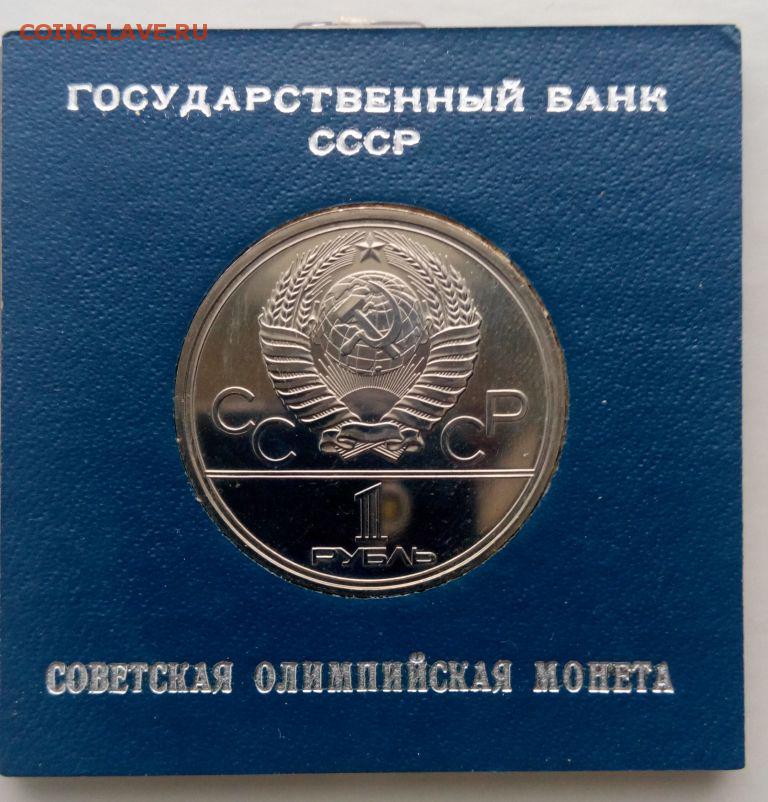 COINS.LAVE.RU
ГОСУДАРСТВЕННЫЙ БАНК
СССР
СССР
1
РУБЛЬ
СОВЕТСКАЯ ОЛИМПИЙСКАЯ МОНЕТА